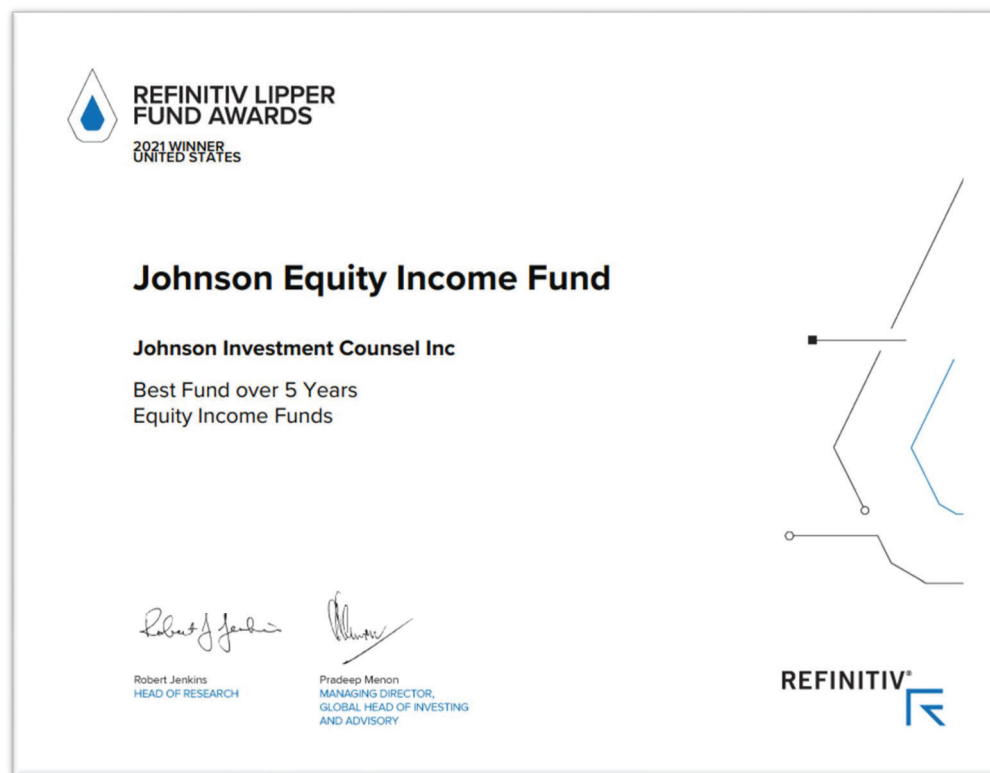 REFINITIV LIPPER
FUND AWARDS
2021 WINNER
UNITED STATES
Johnson Equity Income Fund
Johnson Investment Counsel Inc
Best Fund over 5 Years
Equity Income Funds
Robert J Jenkins
Robert Jenkins
HEAD OF RESEARCH
Pradeep Menon
MANAGING DIRECTOR,
GLOBAL HEAD OF INVESTING
AND ADVISORY
REFINITIV®